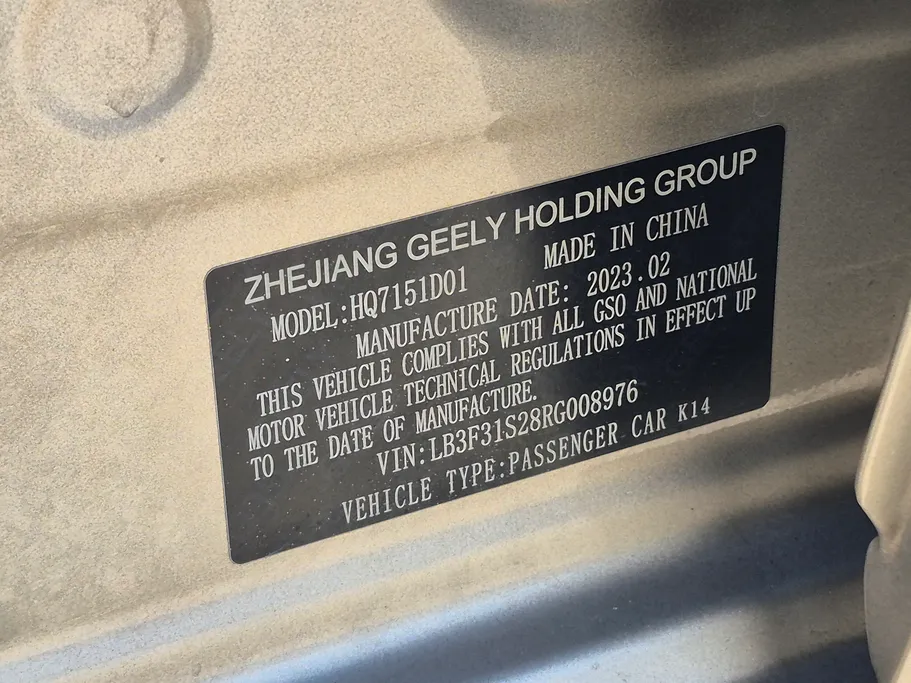 ZHEJIANG GEELY HOLDING GROUP
MODEL:HQ7151D01 MADE IN CHINA
MANUFACTURE DATE: 2023.02
THIS VEHICLE COMPLIES WITH ALL GSO AND NATIONAL
MOTOR VEHICLE TECHNICAL REGULATIONS IN EFFECT UP
TO THE DATE OF MANUFACTURE.
VIN:LB3F31S28RG008976
VEHICLE TYPE:PASSENGER CAR K14